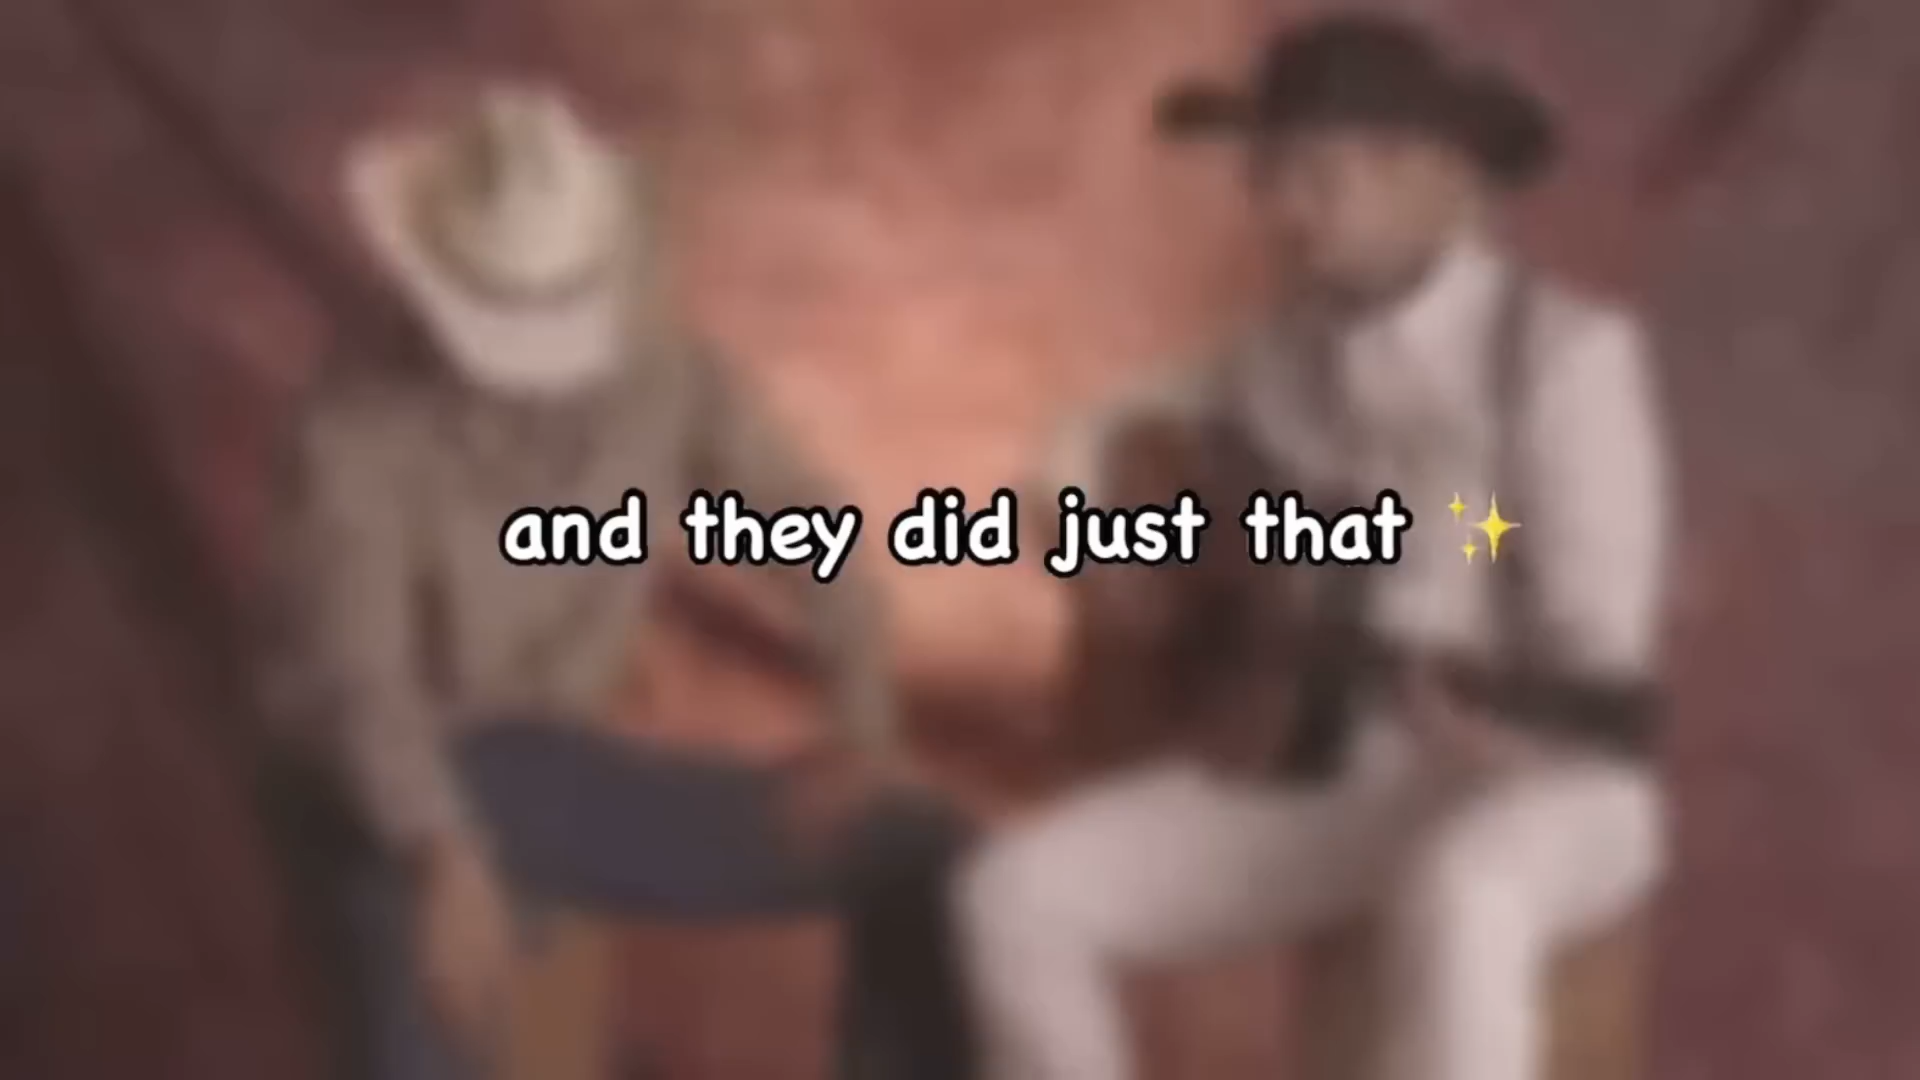 and they did just that ✨